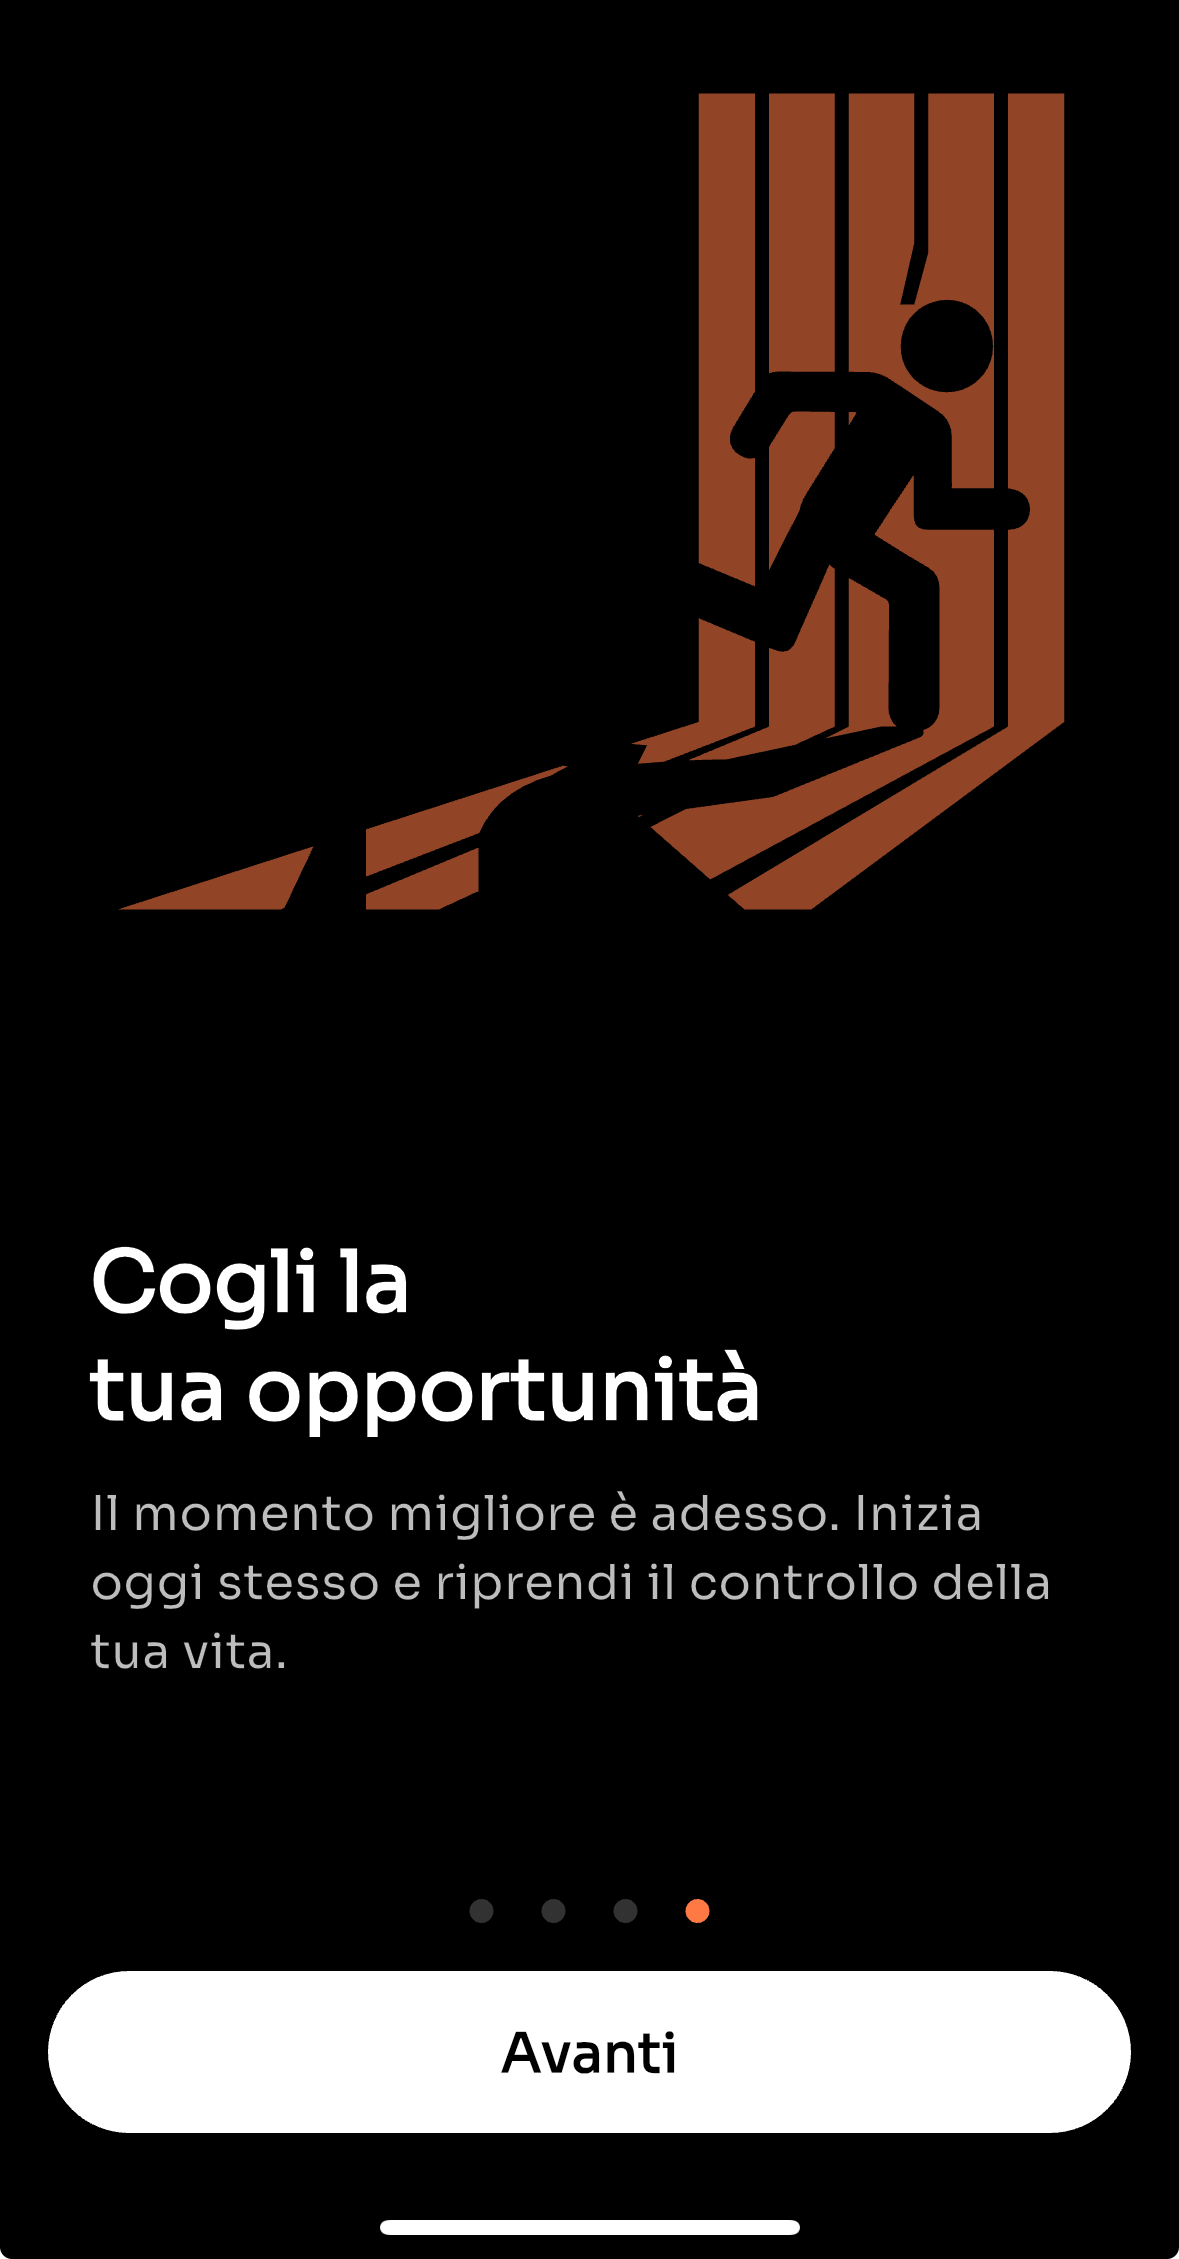 Cogli la
tua opportunità
Il momento migliore è adesso. Inizia
oggi stesso e riprendi il controllo della
tua vita.
Avanti